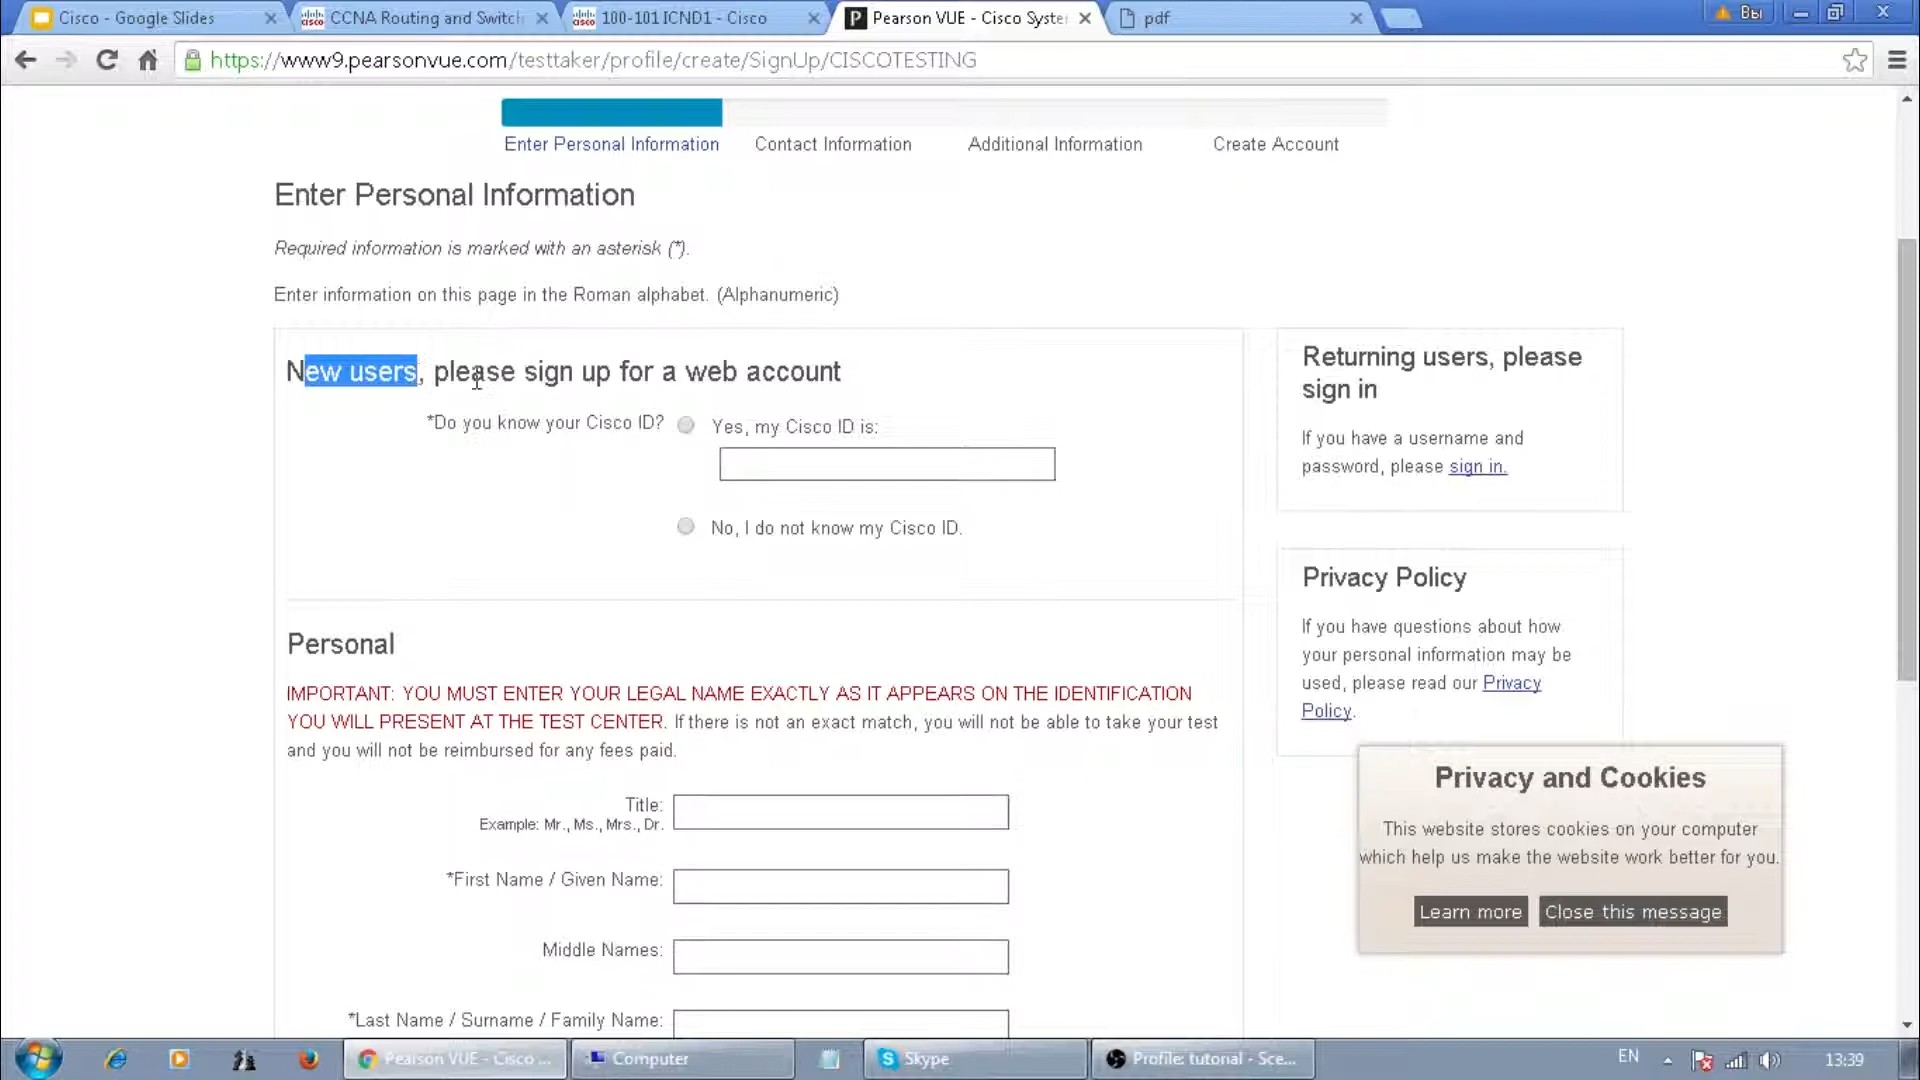 Cisco - Google Slides
CCNA Routing and Switch
100-101 ICND1 - Cisco
Pearson VUE - Cisco Syste
pdf
Вы
https://www9.pearsonvue.com/testtaker/profile/create/SignUp/CISCOTESTING
Enter Personal Information
Contact Information
Additional Information
Create Account
Enter Personal Information
Required information is marked with an asterisk (*).
Enter information on this page in the Roman alphabet. (Alphanumeric)
New users, please sign up for a web account
*Do you know your Cisco ID?
Yes, my Cisco ID is:
No, I do not know my Cisco ID.
Returning users, please
sign in
If you have a username and
password, please sign in.
Privacy Policy
If you have questions about how
your personal information may be
used, please read our Privacy
Policy.
Personal
IMPORTANT: YOU MUST ENTER YOUR LEGAL NAME EXACTLY AS IT APPEARS ON THE IDENTIFICATION
YOU WILL PRESENT AT THE TEST CENTER. If there is not an exact match, you will not be able to take your test
and you will not be reimbursed for any fees paid.
Title:
Example: Mr., Ms., Mrs., Dr.
*First Name / Given Name:
Middle Names:
*Last Name / Surname / Family Name:
Privacy and Cookies
This website stores cookies on your computer
which help us make the website work better for you.
Learn more
Close this message
Pearson VUE - Cisco ...
Computer
Skype
Profile: tutorial - Sce...
EN
13:39